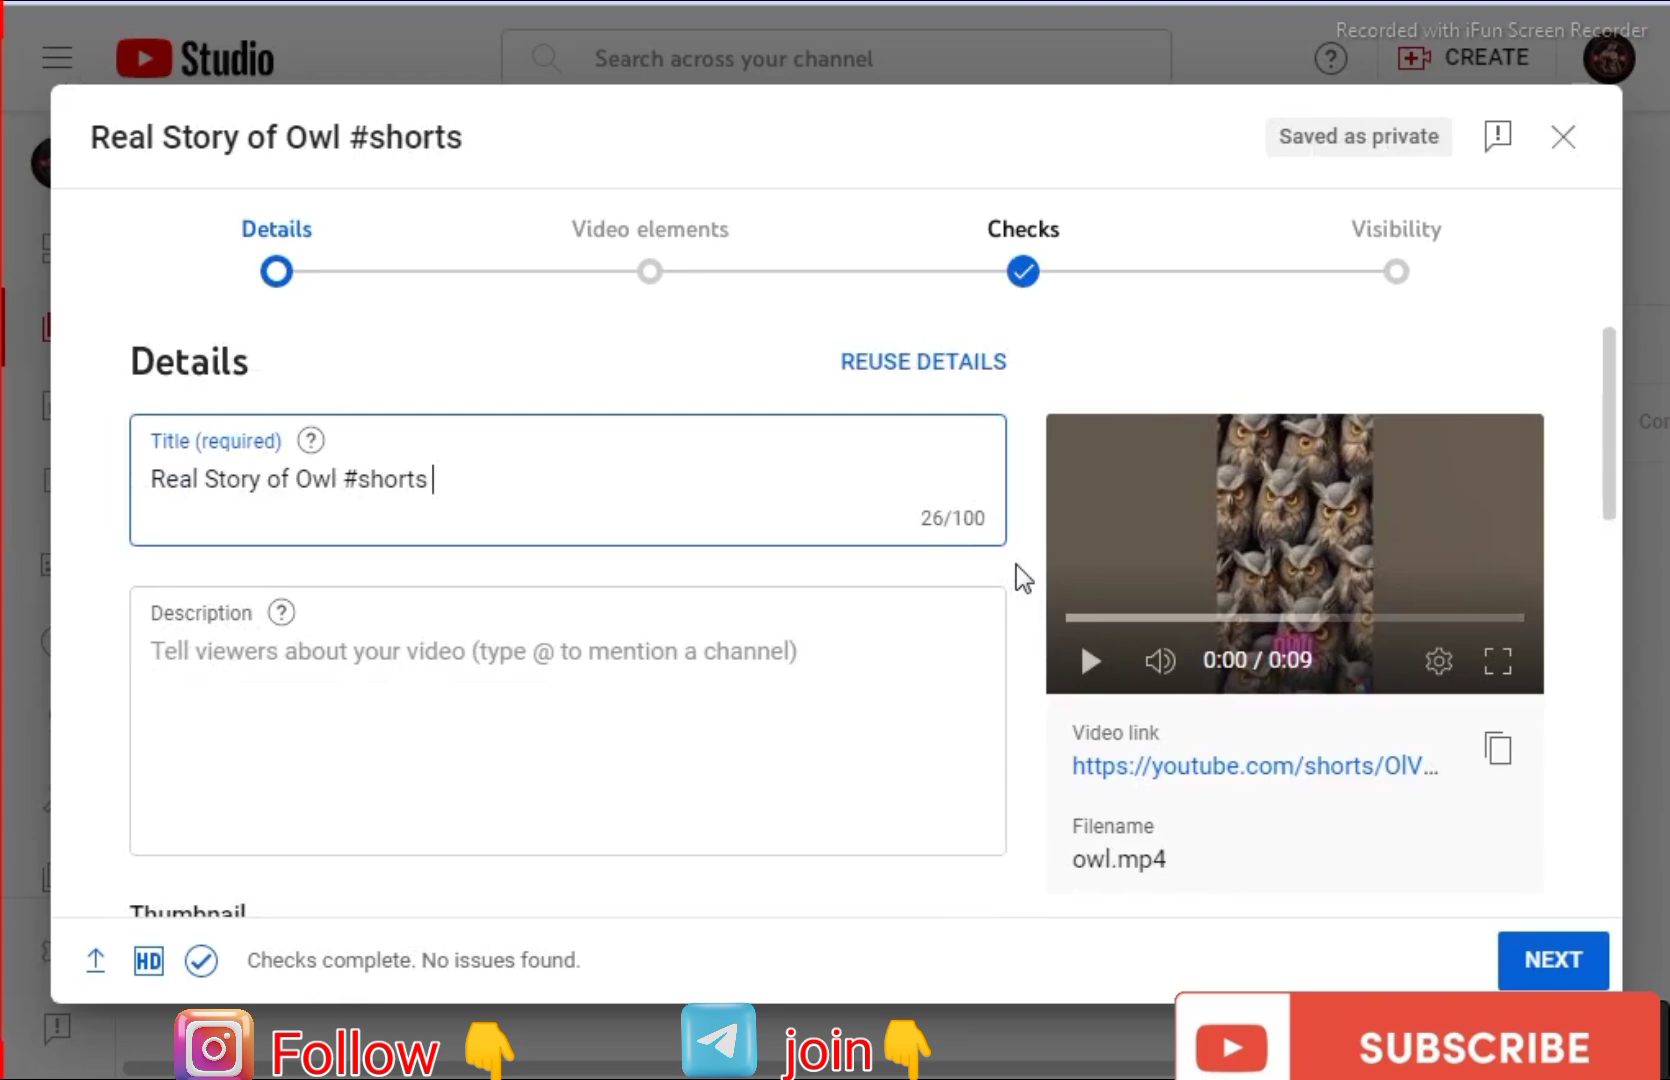 Recorded with iFun Screen Recorder
Studio
Search across your channel
CREATE
Real Story of Owl #shorts
Saved as private
Details
Video elements
Checks
Visibility
Details
REUSE DETAILS
Title (required)
Real Story of Owl #shorts
26/100
Description
Tell viewers about your video (type @ to mention a channel)
0:00 / 0:09
Video link
https://youtube.com/shorts/OlV...
Filename
owl.mp4
Thumbnail
HD
Checks complete. No issues found.
NEXT
Follow
join
SUBSCRIBE